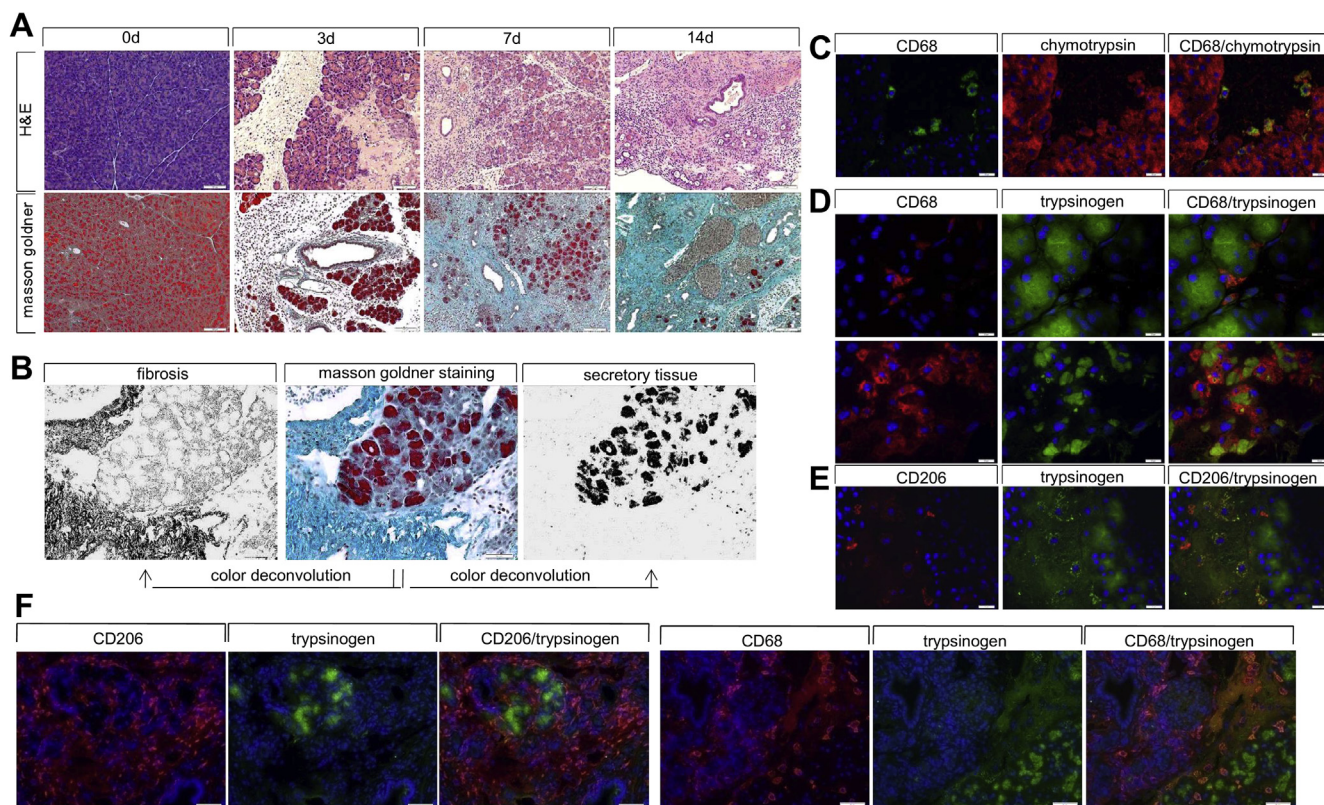 A
0d 3d 7d 14d
H&E
masson goldner
B
fibrosis masson goldner staining secretory tissue
color deconvolution color deconvolution
C
CD68 chymotrypsin CD68/chymotrypsin
D
CD68 trypsinogen CD68/trypsinogen
E
CD206 trypsinogen CD206/trypsinogen
F
CD206 trypsinogen CD206/trypsinogen CD68 trypsinogen CD68/trypsinogen